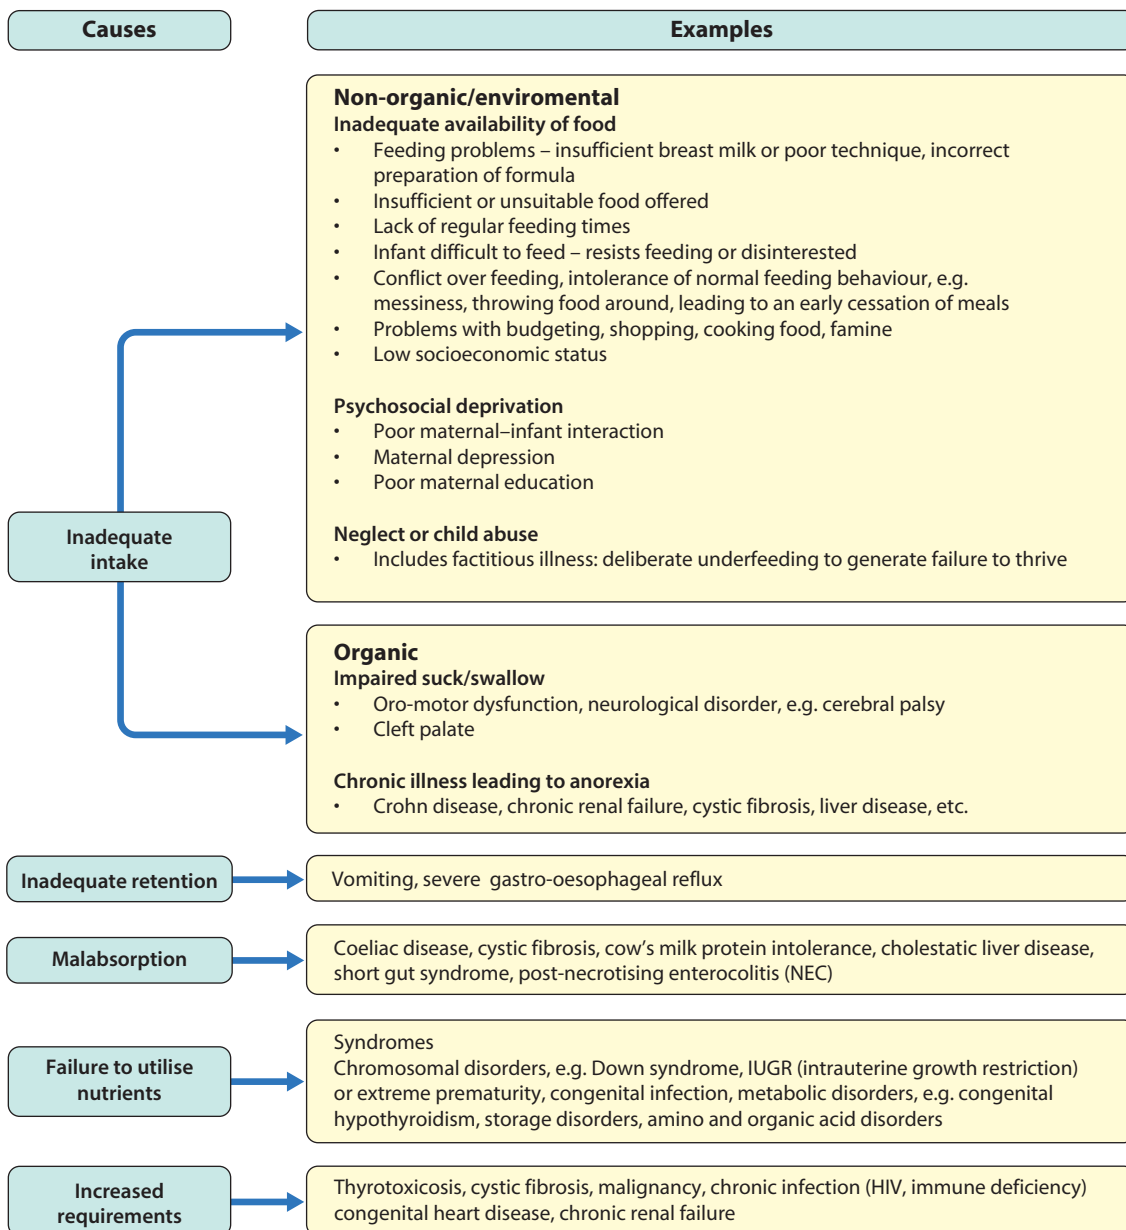 Causes
Examples
Non-organic/enviromental
Inadequate availability of food
• Feeding problems – insufficient breast milk or poor technique, incorrect
preparation of formula
• Insufficient or unsuitable food offered
• Lack of regular feeding times
• Infant difficult to feed – resists feeding or disinterested
• Conflict over feeding, intolerance of normal feeding behaviour, e.g.
messiness, throwing food around, leading to an early cessation of meals
• Problems with budgeting, shopping, cooking food, famine
• Low socioeconomic status
Psychosocial deprivation
• Poor maternal–infant interaction
• Maternal depression
• Poor maternal education
Neglect or child abuse
• Includes factitious illness: deliberate underfeeding to generate failure to thrive
Inadequate
intake
Organic
Impaired suck/swallow
• Oro-motor dysfunction, neurological disorder, e.g. cerebral palsy
• Cleft palate
Chronic illness leading to anorexia
• Crohn disease, chronic renal failure, cystic fibrosis, liver disease, etc.
Inadequate retention
Vomiting, severe gastro-oesophageal reflux
Malabsorption
Coeliac disease, cystic fibrosis, cow's milk protein intolerance, cholestatic liver disease,
short gut syndrome, post-necrotising enterocolitis (NEC)
Failure to utilise
nutrients
Syndromes
Chromosomal disorders, e.g. Down syndrome, IUGR (intrauterine growth restriction)
or extreme prematurity, congenital infection, metabolic disorders, e.g. congenital
hypothyroidism, storage disorders, amino and organic acid disorders
Increased
requirements
Thyrotoxicosis, cystic fibrosis, malignancy, chronic infection (HIV, immune deficiency)
congenital heart disease, chronic renal failure